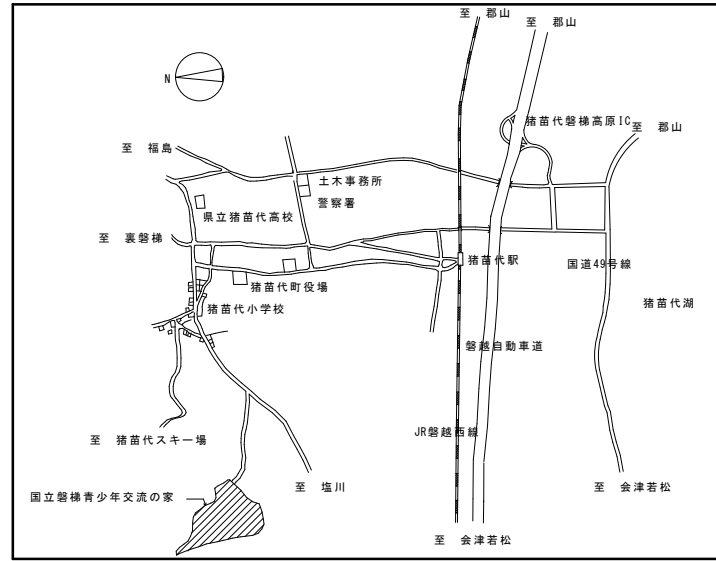 至 郡山
至 郡山
N
猪苗代磐梯高原IC
至 郡山
至 福島
土木事務所
警察署
県立猪苗代高校
至 裏磐梯
猪苗代駅
国道49号線
猪苗代町役場
猪苗代湖
猪苗代小学校
磐越自動車道
JR磐越西線
至 猪苗代スキー場
至 塩川
至 会津若松
国立磐梯青少年交流の家
至 会津若松